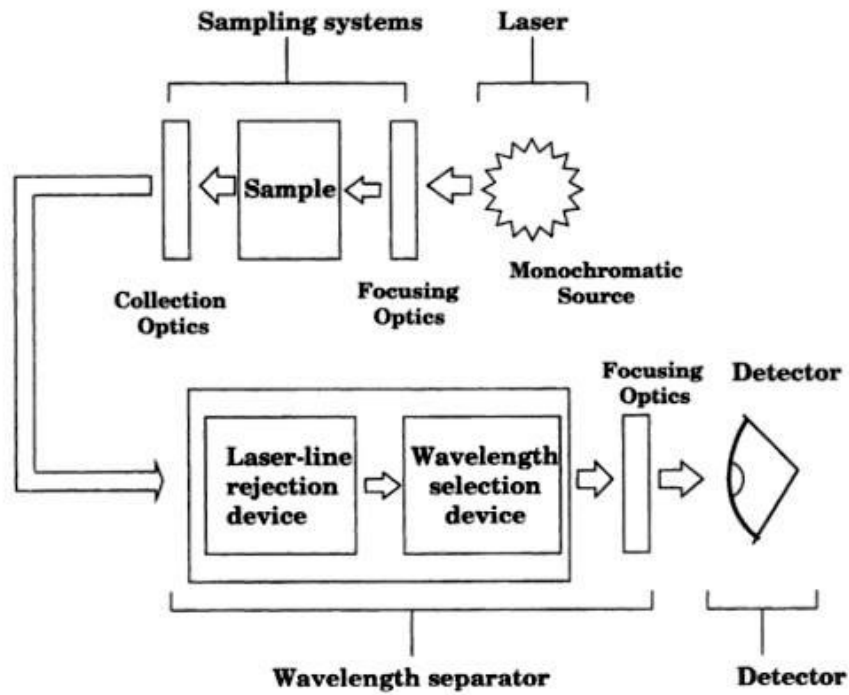 Sampling systems
Laser
Sample
Monochromatic
Source
Collection
Optics
Focusing
Optics
Focusing
Optics
Detector
Laser-line
rejection
device
Wavelength
selection
device
Wavelength separator
Detector